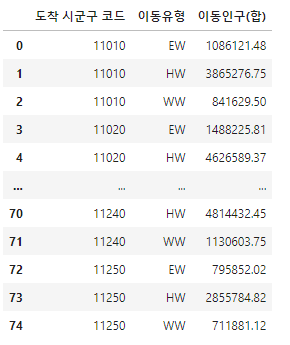 도착 시군구 코드 이동유형 이동인구(합)
0 11010 EW 1086121.48
1 11010 HW 3865276.75
2 11010 WW 841629.50
3 11020 EW 1488225.81
4 11020 HW 4626589.37
... ... ... ...
70 11240 HW 4814432.45
71 11240 WW 1130603.75
72 11250 EW 795852.02
73 11250 HW 2855784.82
74 11250 WW 711881.12